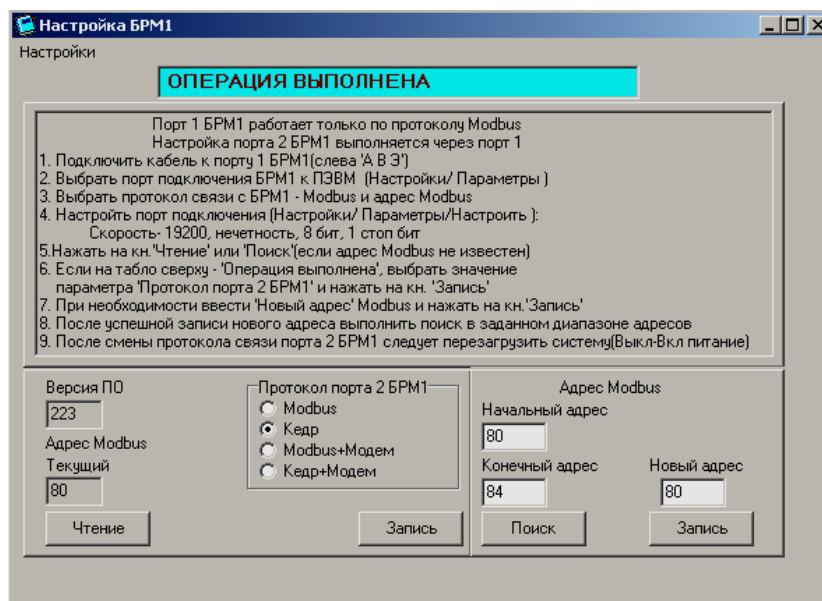 Настройка БРМ1
Настройки
ОПЕРАЦИЯ ВЫПОЛНЕНА
Порт 1 БРМ1 работает только по протоколу Modbus
Настройка порта 2 БРМ1 выполняется через порт 1
1. Подключить кабель к порту 1 БРМ1(слева 'А В Э')
2. Выбрать порт подключения БРМ1 к ПЭВМ (Настройки/ Параметры )
3. Выбрать протокол связи с БРМ1 - Modbus и адрес Modbus
4. Настройть порт подключения (Настройки/ Параметры/Настроить ):
Скорость- 19200, нечетность, 8 бит, 1 стоп бит
5.Нажать на кн.'Чтение' или 'Поиск'(если адрес Modbus не известен)
6. Если на табло сверху - 'Операция выполнена', выбрать значение
параметра 'Протокол порта 2 БРМ1' и нажать на кн. 'Запись'
7. При необходимости ввести 'Новый адрес' Modbus и нажать на кн.'Запись'
8. После успешной записи нового адреса выполнить поиск в заданном диапазоне адресов
9. После смены протокола связи порта 2 БРМ1 следует перезагрузить систему(Выкл-Вкл питание)
Версия ПО
223
Адрес Modbus
Текущий
80
Чтение
Протокол порта 2 БРМ1
Modbus
Кедр
Modbus+Модем
Кедр+Модем
Запись
Адрес Modbus
Начальный адрес
80
Конечный адрес
84
Новый адрес
80
Поиск
Запись